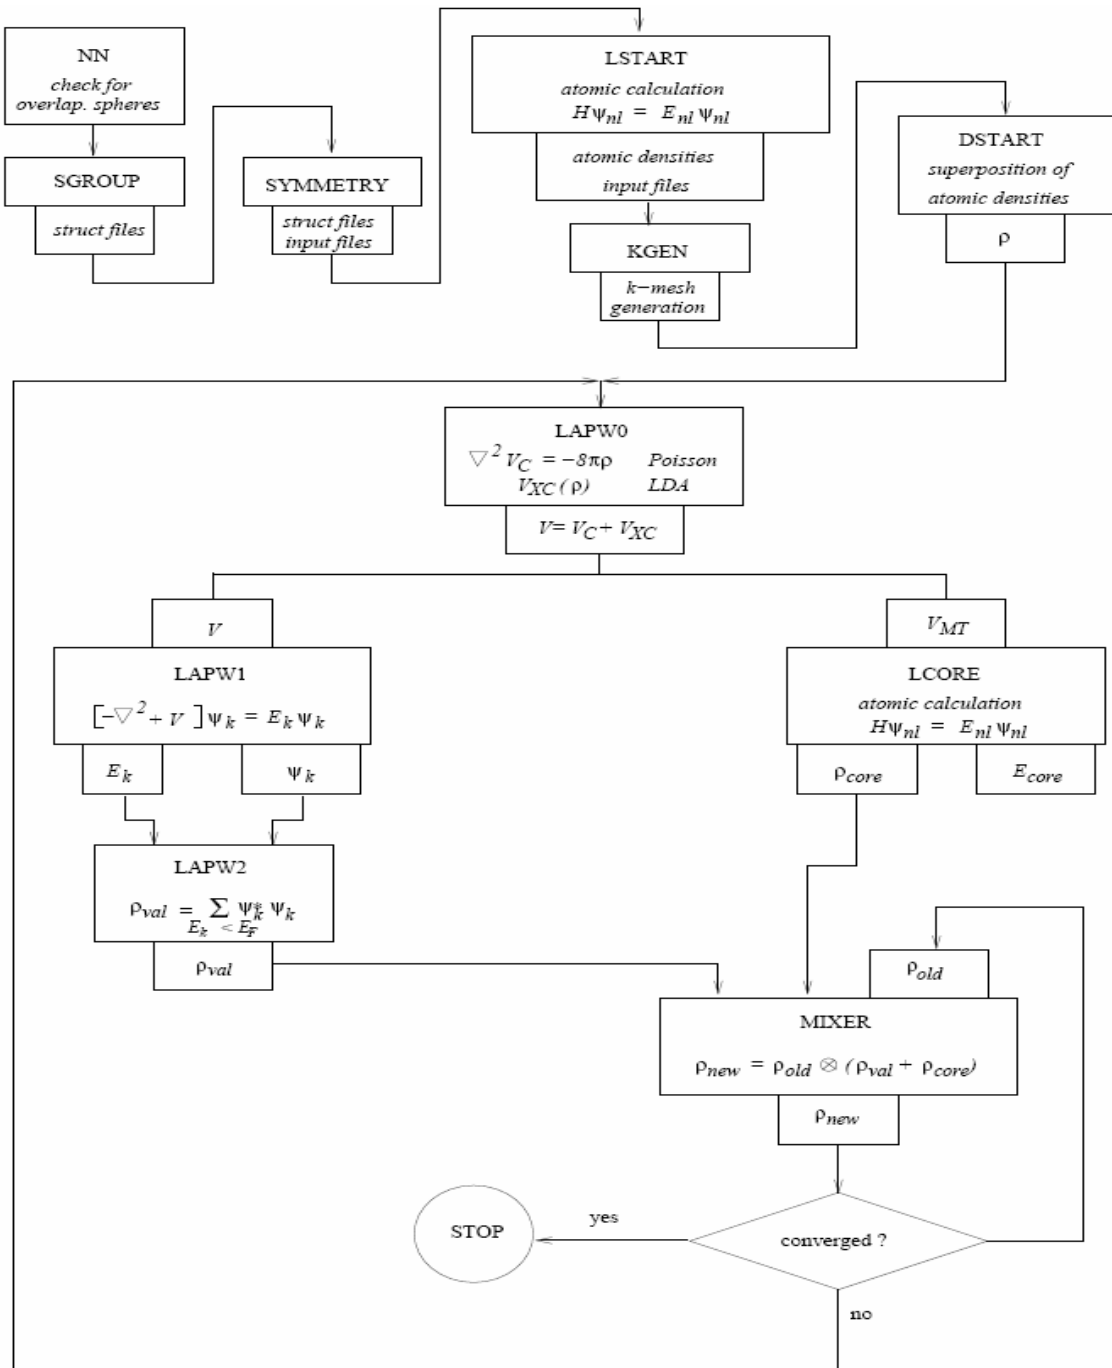 NN
check for
overlap. spheres
SGROUP
struct files
SYMMETRY
struct files
input files
LSTART
atomic calculation
Hψnl = Enl ψnl
atomic densities
input files
KGEN
k−mesh
generation
DSTART
superposition of
atomic densities
ρ
LAPW0
▽² VC = −8πρ Poisson
VXC(ρ) LDA
V= VC + VXC
V
LAPW1
[−▽² + V ] ψk = Ek ψk
Ek
ψk
LAPW2
ρval = Σ ψk* ψk
Ek < EF
ρval
VMT
LCORE
atomic calculation
Hψnl = Enl ψnl
ρcore
Ecore
ρold
MIXER
ρnew = ρold ⊗ (ρval + ρcore)
ρnew
converged ?
yes
STOP
no